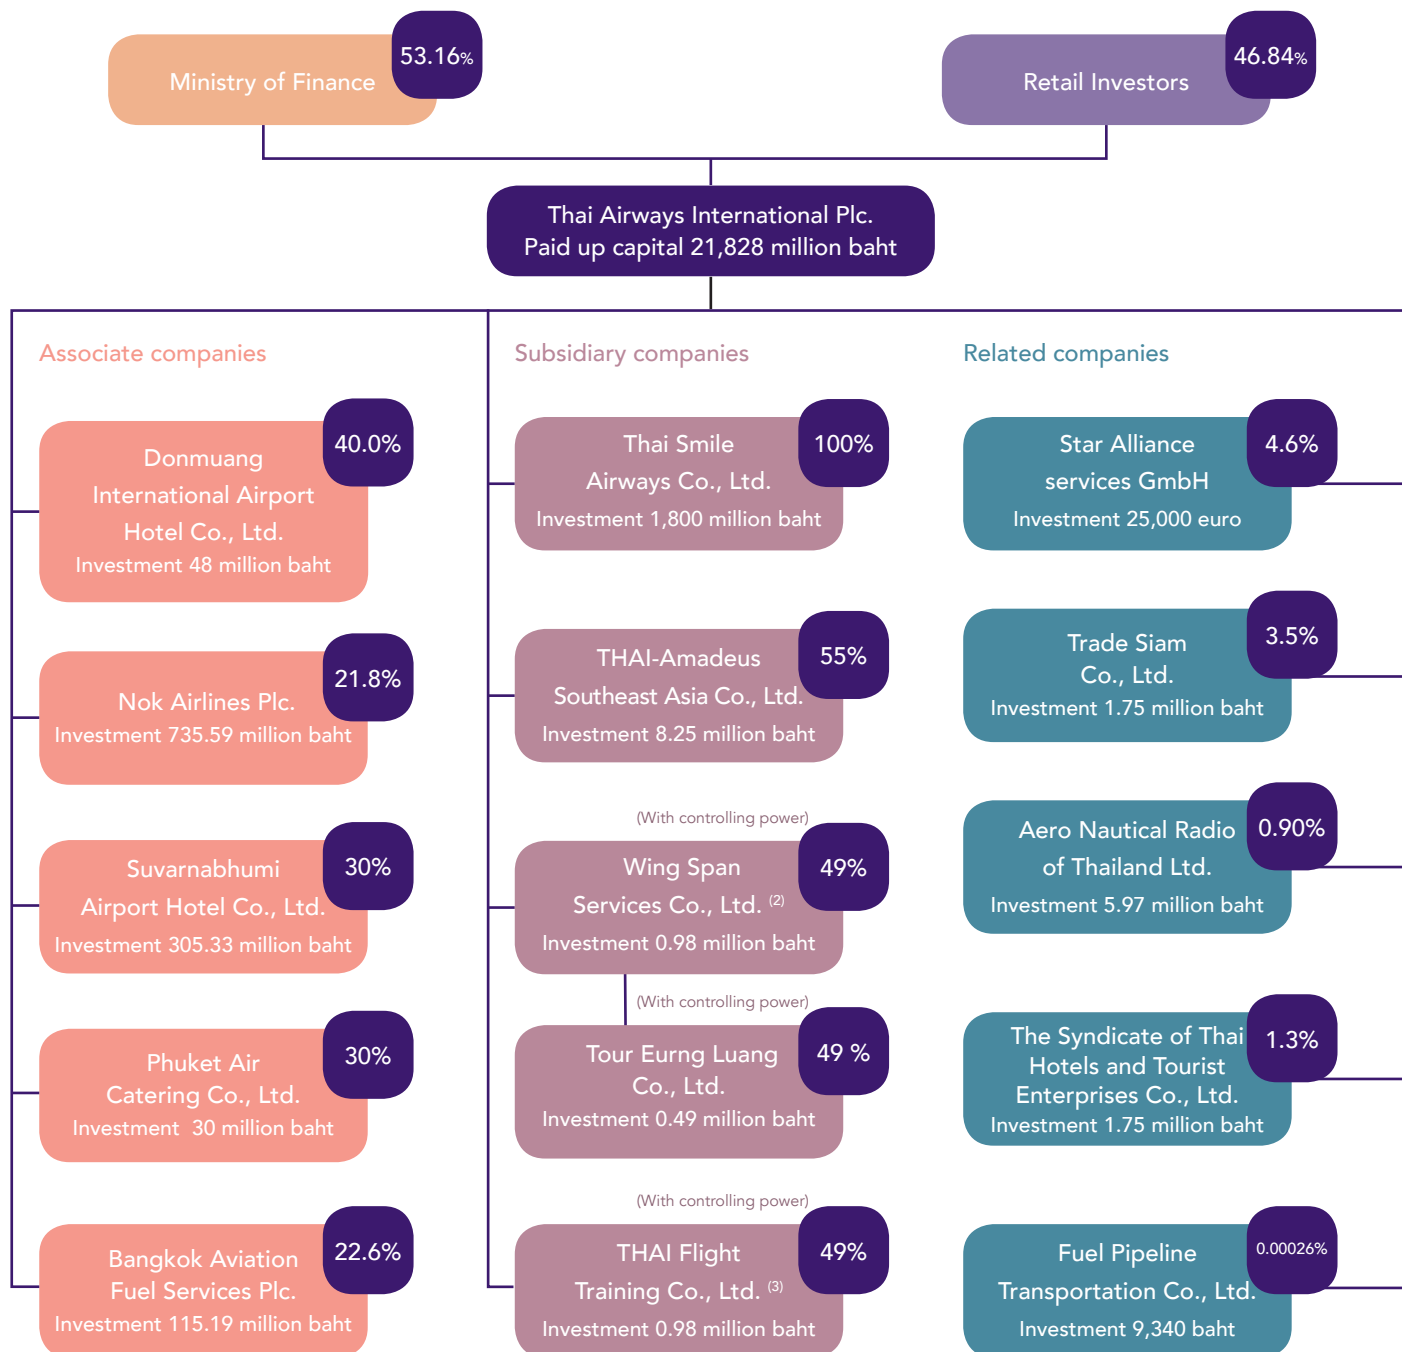 Ministry of Finance
53.16%
Retail Investors
46.84%
Thai Airways International Plc.
Paid up capital 21,828 million baht
Associate companies
Donmuang
International Airport
Hotel Co., Ltd.
Investment 48 million baht
40.0%
Nok Airlines Plc.
Investment 735.59 million baht
21.8%
Suvarnabhumi
Airport Hotel Co., Ltd.
Investment 305.33 million baht
30%
Phuket Air
Catering Co., Ltd.
Investment 30 million baht
30%
Bangkok Aviation
Fuel Services Plc.
Investment 115.19 million baht
22.6%
Subsidiary companies
Thai Smile
Airways Co., Ltd.
Investment 1,800 million baht
100%
THAI-Amadeus
Southeast Asia Co., Ltd.
Investment 8.25 million baht
55%
(With controlling power)
Wing Span
Services Co., Ltd. (2)
Investment 0.98 million baht
49%
(With controlling power)
Tour Eurng Luang
Co., Ltd.
Investment 0.49 million baht
49 %
(With controlling power)
THAI Flight
Training Co., Ltd. (3)
Investment 0.98 million baht
49%
Related companies
Star Alliance
services GmbH
Investment 25,000 euro
4.6%
Trade Siam
Co., Ltd.
Investment 1.75 million baht
3.5%
Aero Nautical Radio
of Thailand Ltd.
Investment 5.97 million baht
0.90%
The Syndicate of Thai
Hotels and Tourist
Enterprises Co., Ltd.
Investment 1.75 million baht
1.3%
Fuel Pipeline
Transportation Co., Ltd.
Investment 9,340 baht
0.00026%